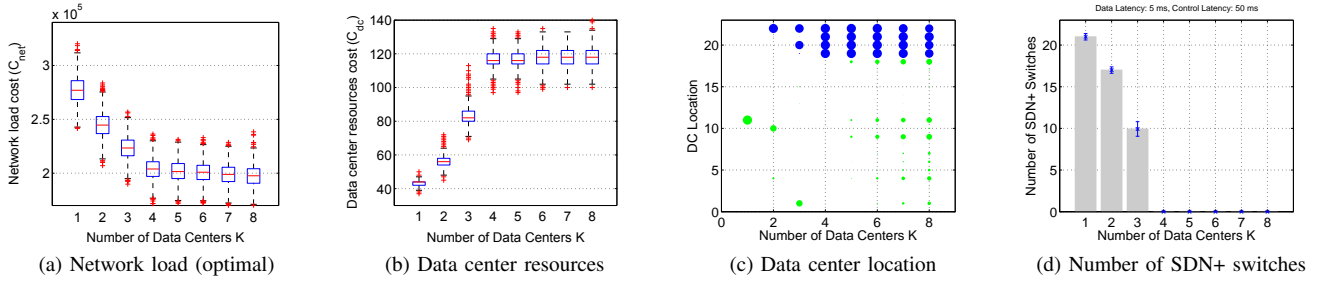 x 10^5
3
2.5
2
1 2 3 4 5 6 7 8
Network load cost (C_net)
Number of Data Centers K
(a) Network load (optimal)
140
120
100
80
60
40
1 2 3 4 5 6 7 8
Data center resources cost (C_dc)
Number of Data Centers K
(b) Data center resources
20
15
10
5
0
0 1 2 3 4 5 6 7 8
DC Location
Number of Data Centers K
(c) Data center location
Data Latency: 5 ms, Control Latency: 50 ms
20
15
10
5
0
1 2 3 4 5 6 7 8
Number of SDN+ Switches
Number of Data Centers K
(d) Number of SDN+ switches